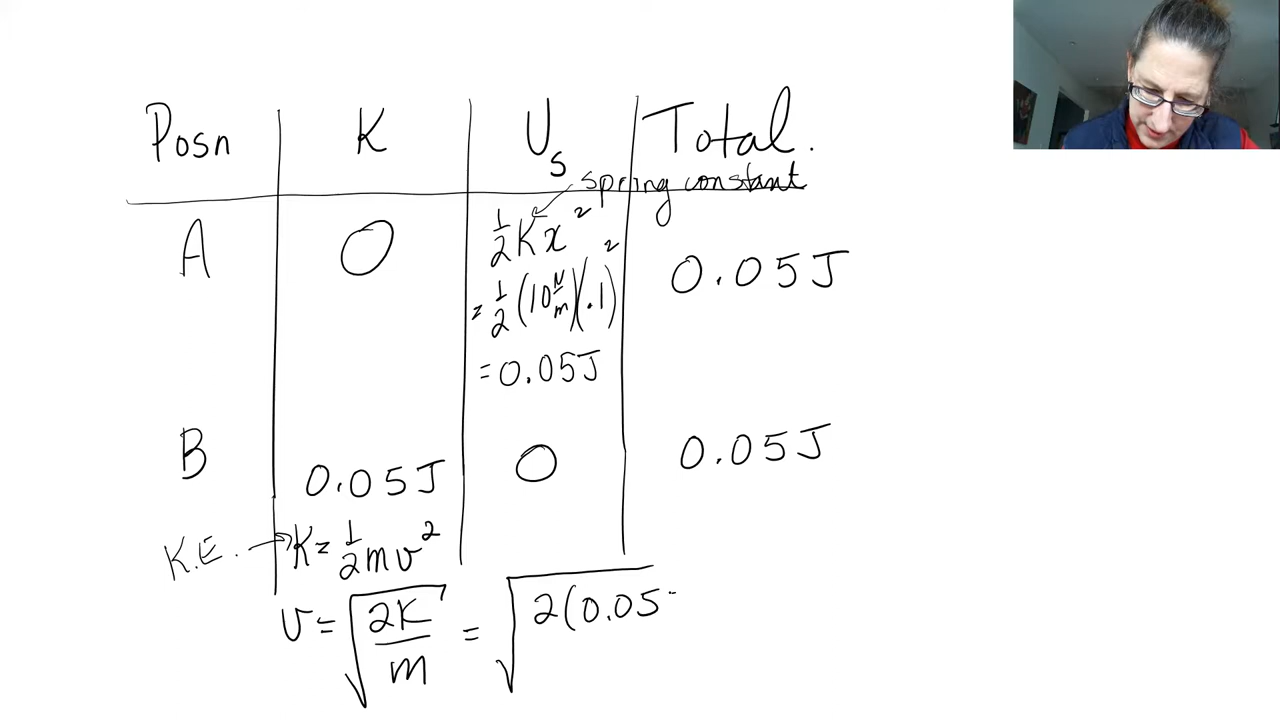 Posn K Us Total.
spring constant
A 0 ½Kx² 0.05J
= ½(10 N/m)(.1)²
= 0.05J
B 0.05J 0 0.05J
K.E. → K = ½mv²
v = √(2K/m) = √(2(0.05